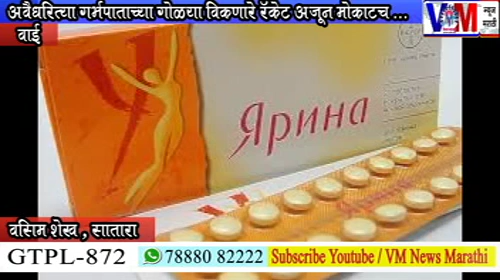 अवैधरित्या गर्भपाताच्या गोळया विकणारे रॅकेट अजून मोकाटच ...
वाई
VM न्यूज मराठी
Ярина
वसिम शेख , सातारा
GTPL-872
78880 82222
Subscribe Youtube / VM News Marathi